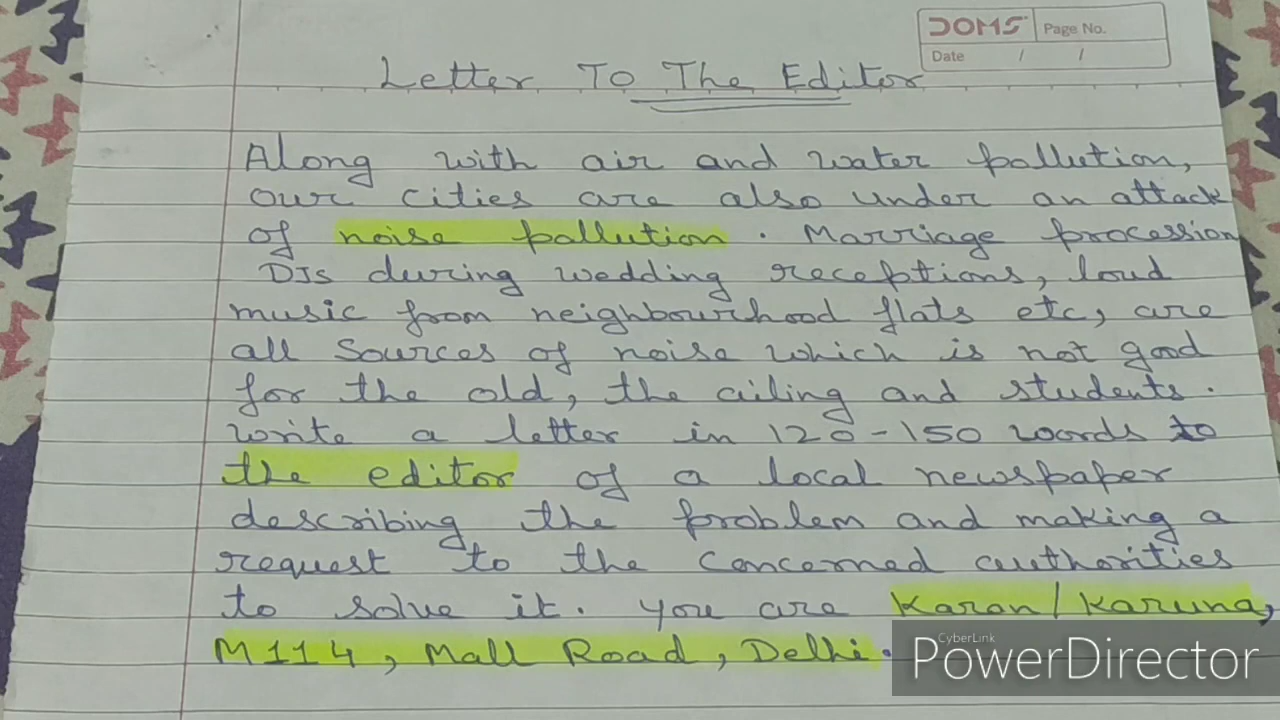 DOMS Page No.
Date / /
Letter To The Editor
Along with air and water pollution,
our cities are also under an attack
of noise pollution. Marriage procession
DJs during wedding receptions, loud
music from neighbourhood flats etc, are
all sources of noise which is not good
for the old, the ailing and students.
write a letter in 120-150 words to
the editor of a local newspaper
describing the problem and making a
request to the concerned authorities
to solve it. you are Karan/Karuna,
M114, Mall Road, Delhi.
CyberLink
PowerDirector